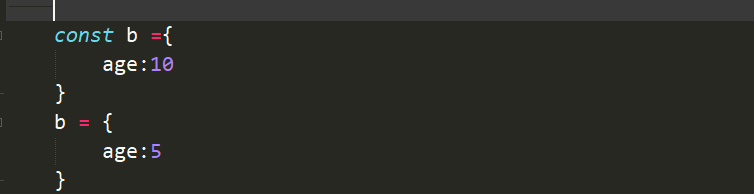 const b ={
    age:10
}
b = {
    age:5
}